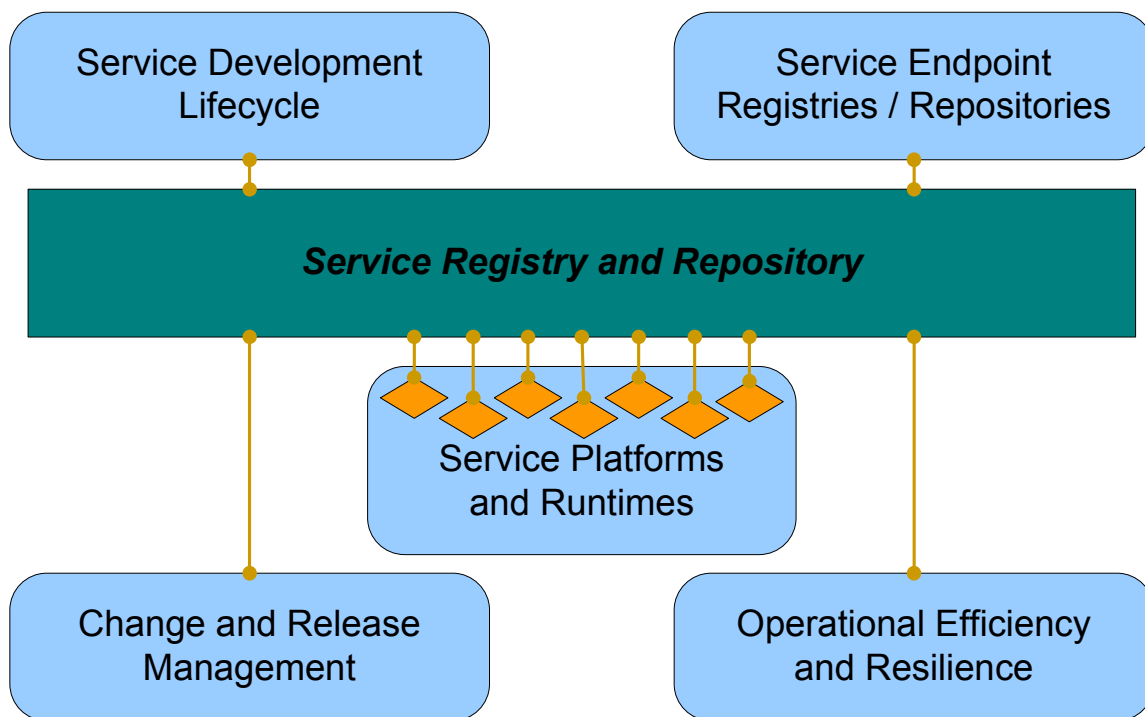 Service Development
Lifecycle
Service Endpoint
Registries / Repositories
Service Registry and Repository
Service Platforms
and Runtimes
Change and Release
Management
Operational Efficiency
and Resilience